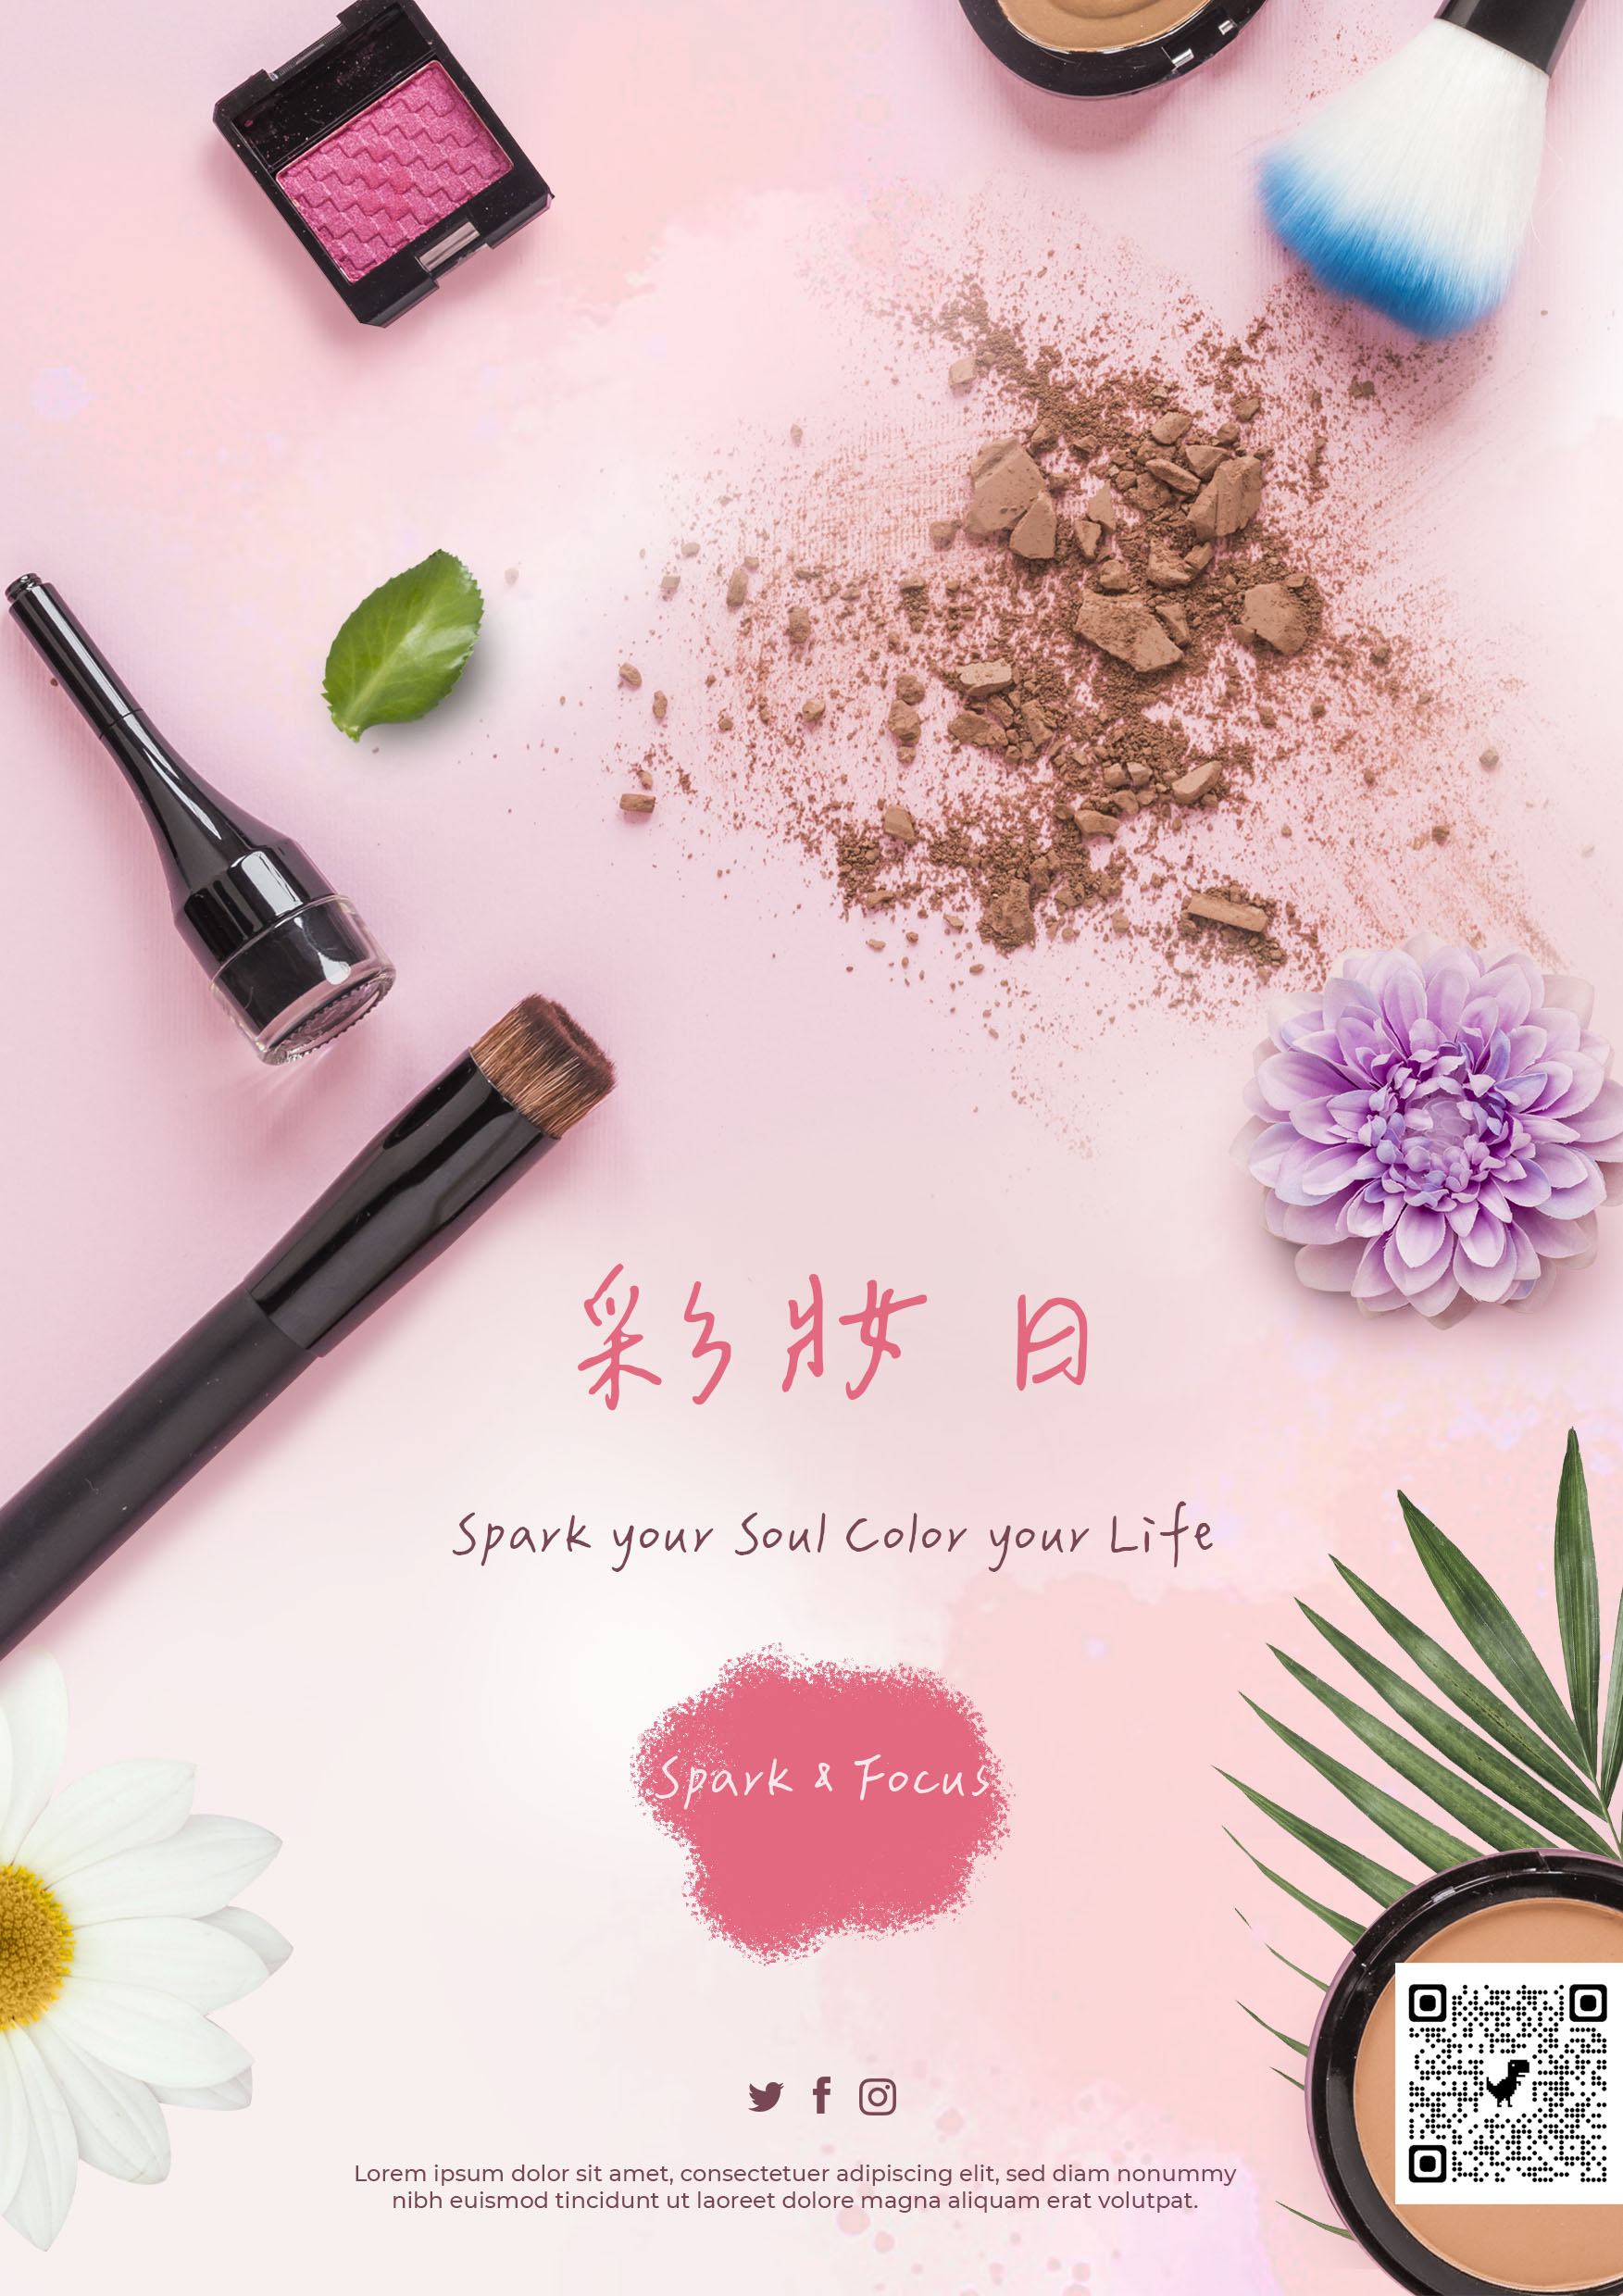 彩妝 日
Spark your Soul Color your Life
Spark & Focus
Lorem ipsum dolor sit amet, consectetuer adipiscing elit, sed diam nonummy
nibh euismod tincidunt ut laoreet dolore magna aliquam erat volutpat.